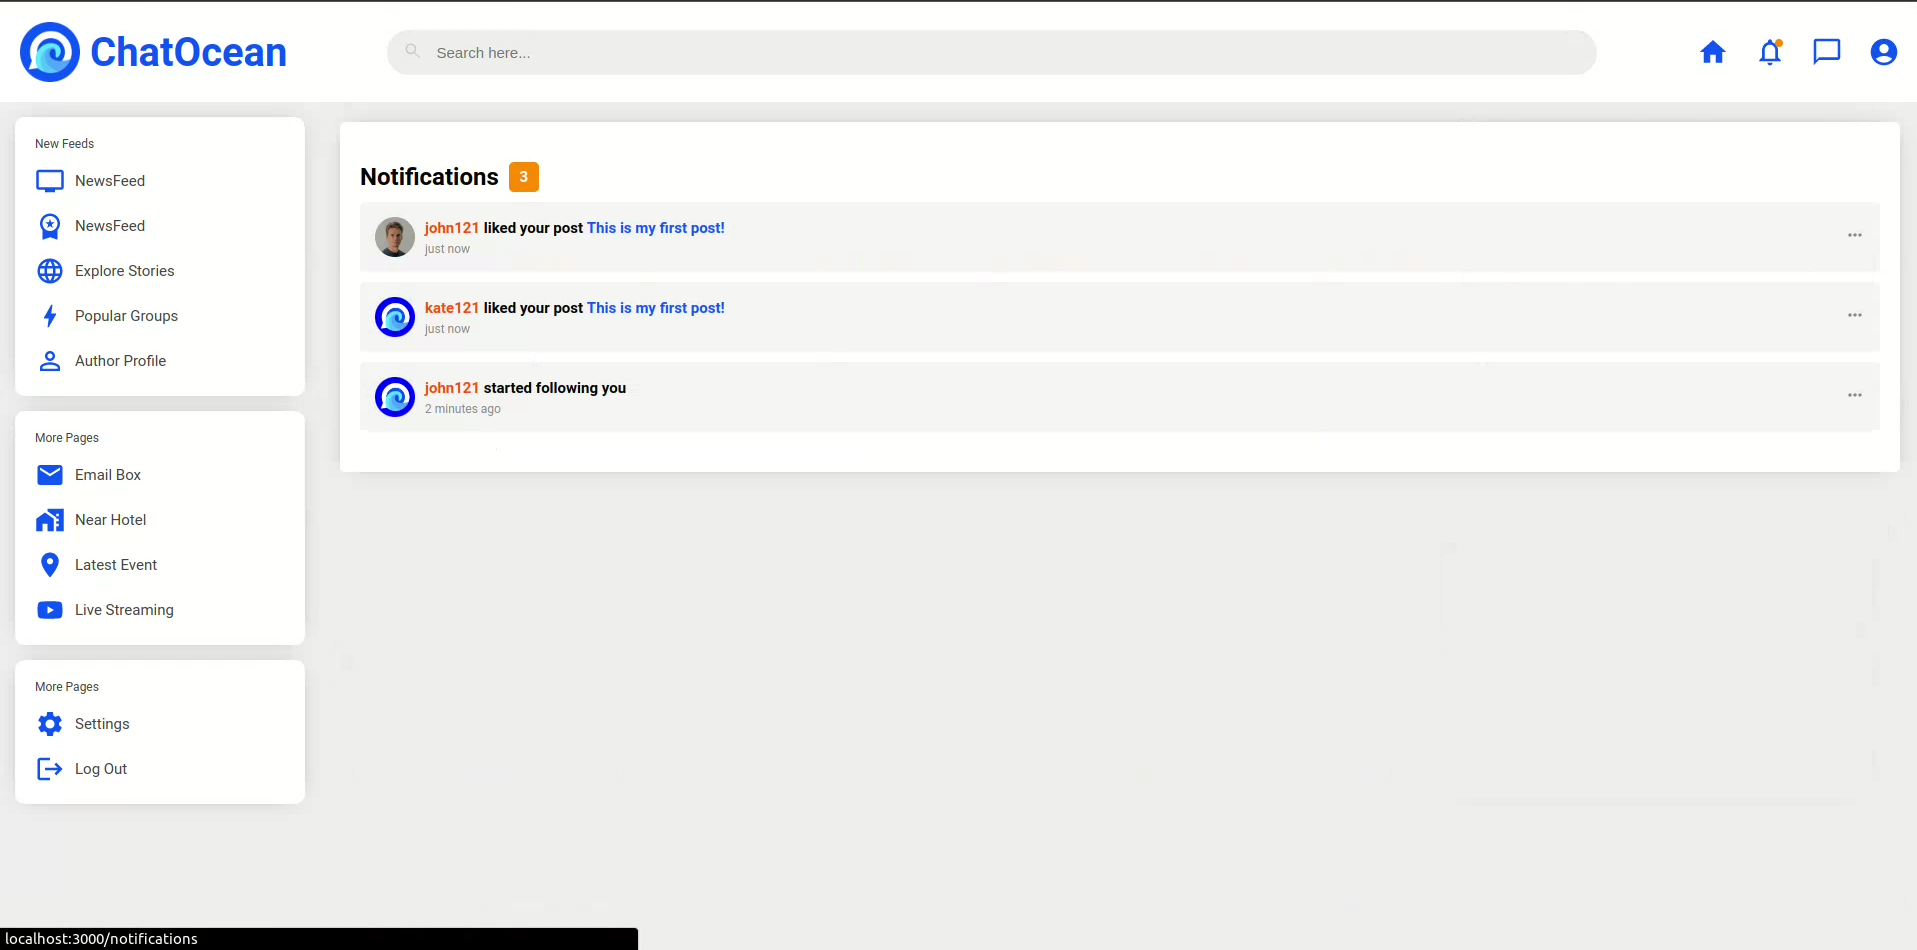 ChatOcean
Search here...
New Feeds
NewsFeed
NewsFeed
Explore Stories
Popular Groups
Author Profile
More Pages
Email Box
Near Hotel
Latest Event
Live Streaming
More Pages
Settings
Log Out
Notifications 3
john121 liked your post This is my first post!
just now
kate121 liked your post This is my first post!
just now
john121 started following you
2 minutes ago
localhost:3000/notifications